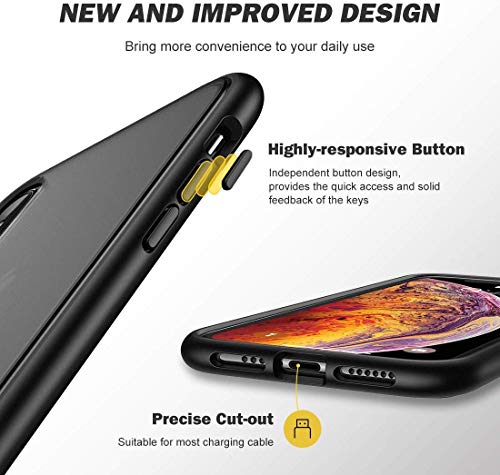 NEW AND IMPROVED DESIGN
Bring more convenience to your daily use
Highly-responsive Button
Independent button design,
provides the quick access and solid
feedback of the keys
Precise Cut-out
Suitable for most charging cable